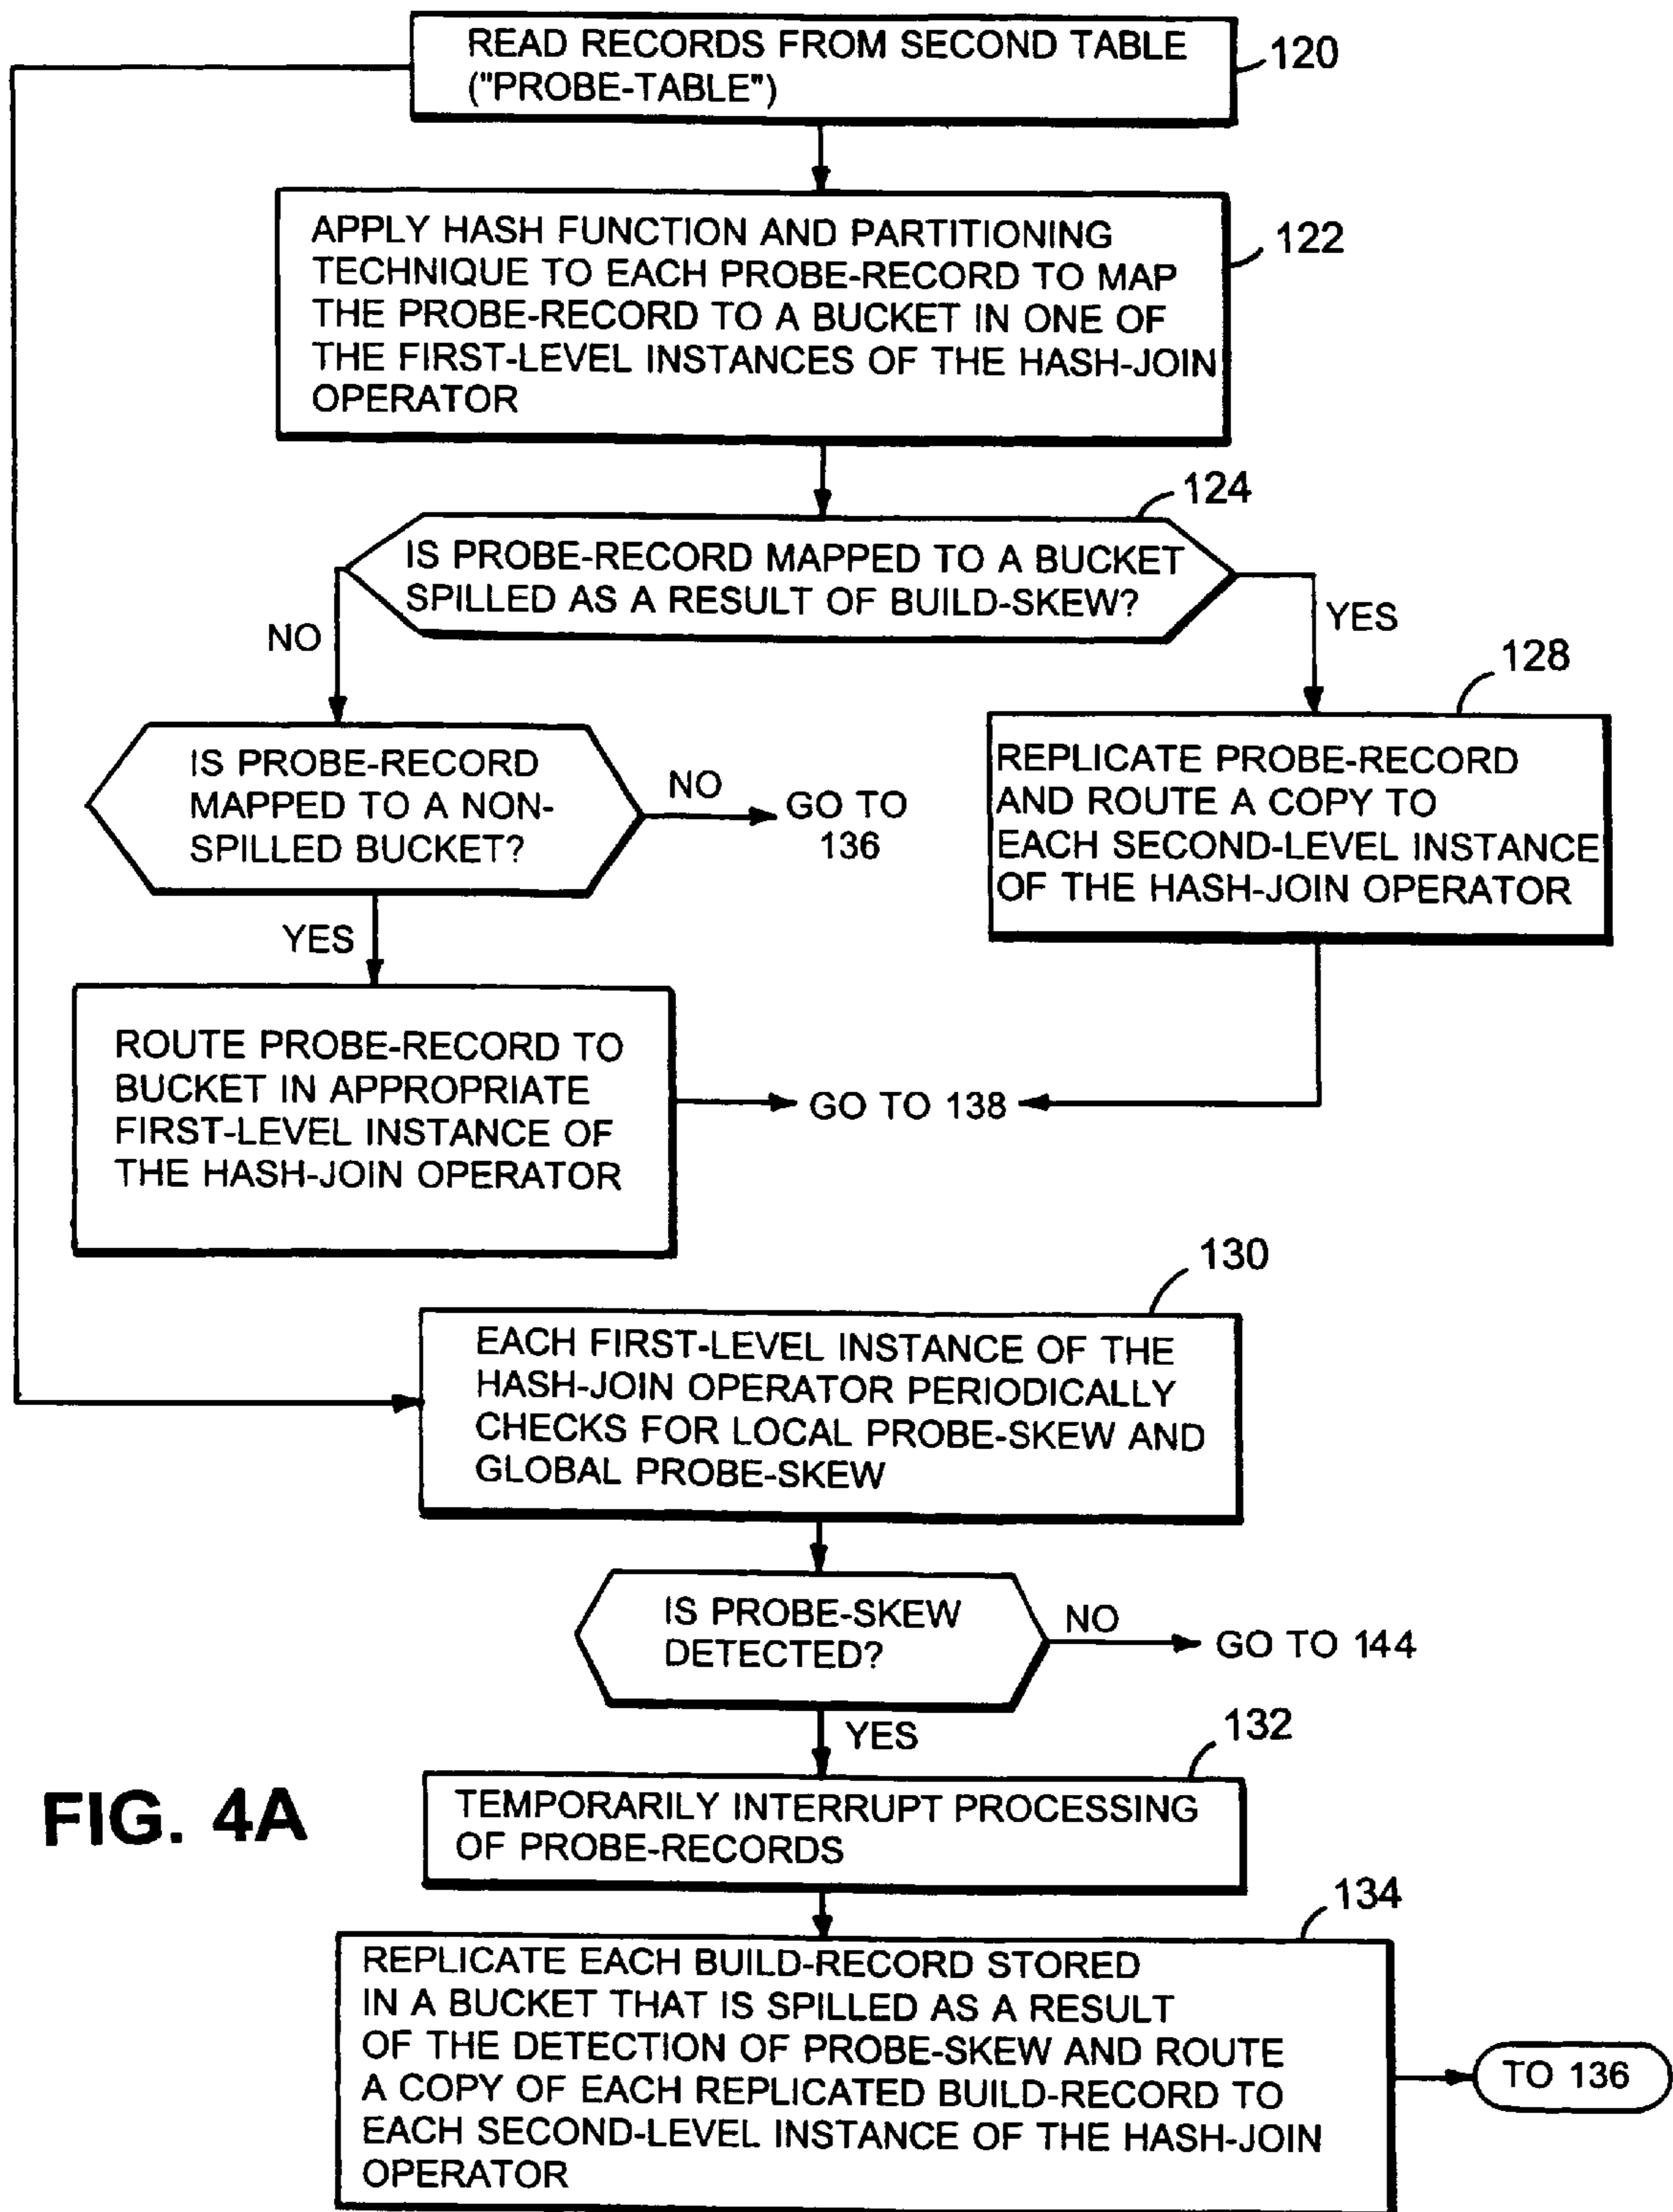 READ RECORDS FROM SECOND TABLE
("PROBE-TABLE")
120
APPLY HASH FUNCTION AND PARTITIONING
TECHNIQUE TO EACH PROBE-RECORD TO MAP
THE PROBE-RECORD TO A BUCKET IN ONE OF
THE FIRST-LEVEL INSTANCES OF THE HASH-JOIN
OPERATOR
122
124
IS PROBE-RECORD MAPPED TO A BUCKET
SPILLED AS A RESULT OF BUILD-SKEW?
NO
YES
128
IS PROBE-RECORD
MAPPED TO A NON-
SPILLED BUCKET?
NO
GO TO
136
REPLICATE PROBE-RECORD
AND ROUTE A COPY TO
EACH SECOND-LEVEL INSTANCE
OF THE HASH-JOIN OPERATOR
YES
ROUTE PROBE-RECORD TO
BUCKET IN APPROPRIATE
FIRST-LEVEL INSTANCE OF
THE HASH-JOIN OPERATOR
GO TO 138
130
EACH FIRST-LEVEL INSTANCE OF THE
HASH-JOIN OPERATOR PERIODICALLY
CHECKS FOR LOCAL PROBE-SKEW AND
GLOBAL PROBE-SKEW
IS PROBE-SKEW
DETECTED?
NO
GO TO 144
YES
132
TEMPORARILY INTERRUPT PROCESSING
OF PROBE-RECORDS
FIG. 4A
134
REPLICATE EACH BUILD-RECORD STORED
IN A BUCKET THAT IS SPILLED AS A RESULT
OF THE DETECTION OF PROBE-SKEW AND ROUTE
A COPY OF EACH REPLICATED BUILD-RECORD TO
EACH SECOND-LEVEL INSTANCE OF THE HASH-JOIN
OPERATOR
TO 136